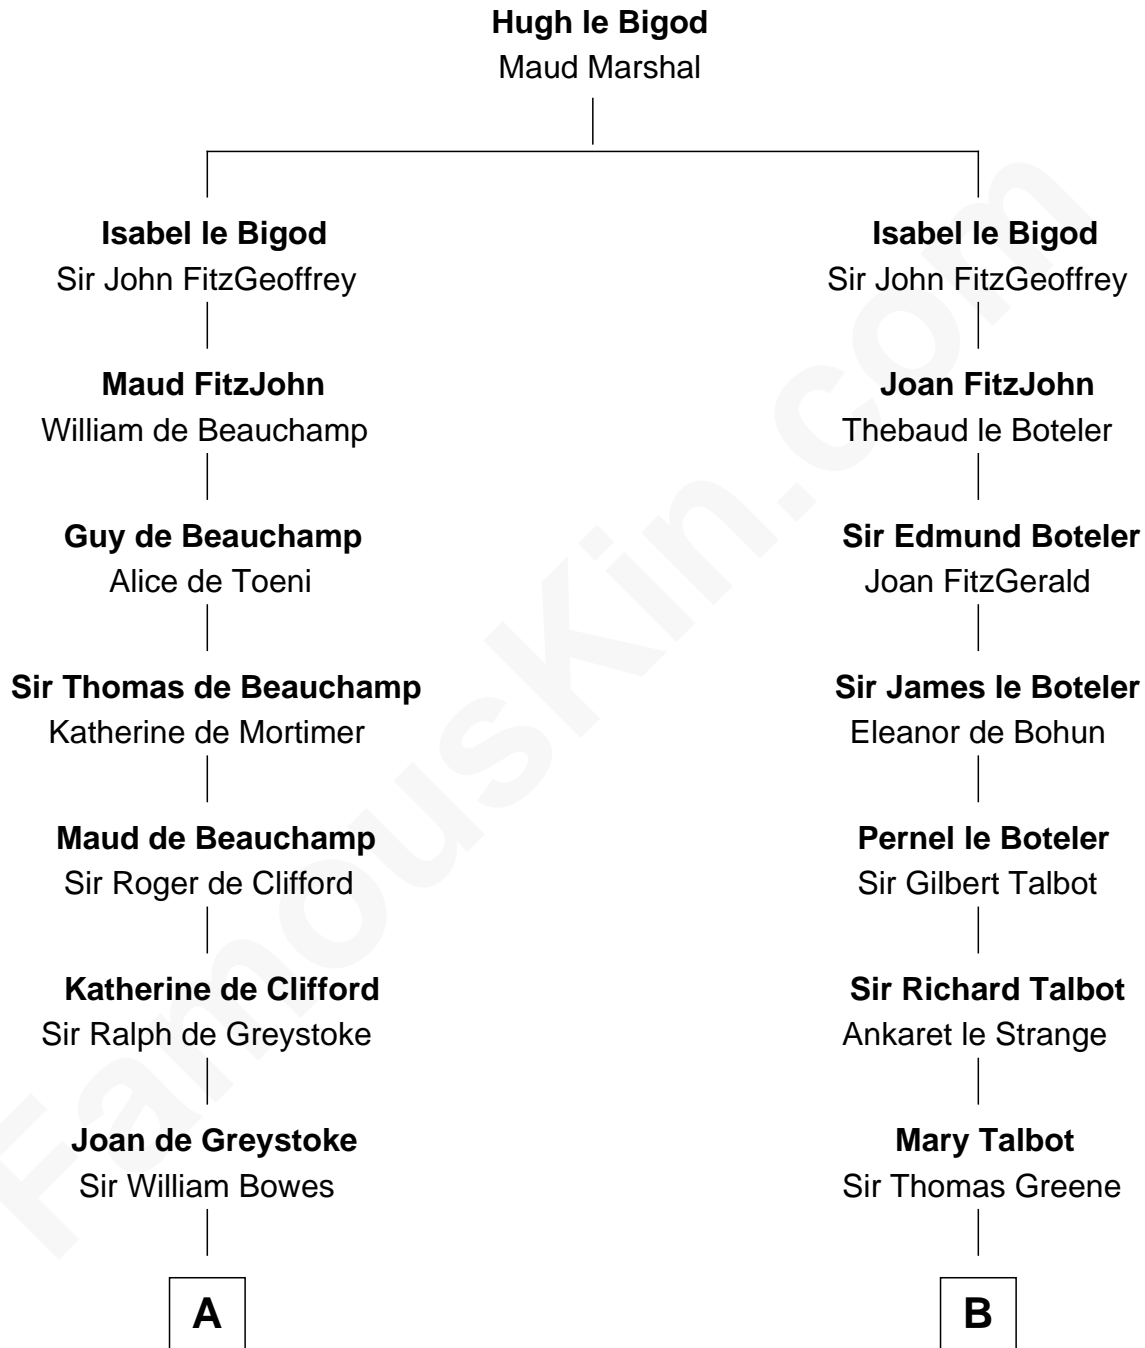 Hugh le Bigod
Maud Marshal
Isabel le Bigod
Sir John FitzGeoffrey
Isabel le Bigod
Sir John FitzGeoffrey
Maud FitzJohn
William de Beauchamp
Joan FitzJohn
Thebaud le Boteler
Guy de Beauchamp
Alice de Toeni
Sir Edmund Boteler
Joan FitzGerald
Sir Thomas de Beauchamp
Katherine de Mortimer
Sir James le Boteler
Eleanor de Bohun
Maud de Beauchamp
Sir Roger de Clifford
Pernel le Boteler
Sir Gilbert Talbot
Katherine de Clifford
Sir Ralph de Greystoke
Sir Richard Talbot
Ankaret le Strange
Joan de Greystoke
Sir William Bowes
Mary Talbot
Sir Thomas Greene
A
B
FamousKin.com